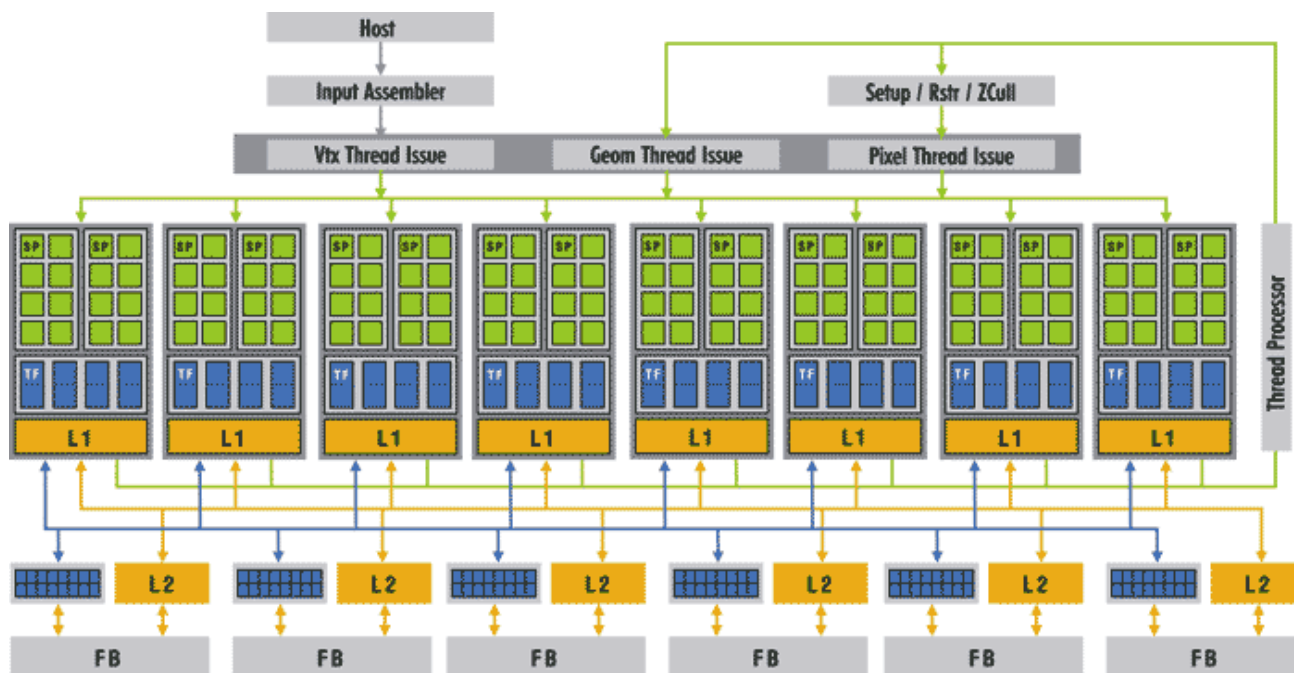 Host
Input Assembler
Setup / Rstr / ZCull
Vtx Thread Issue
Geom Thread Issue
Pixel Thread Issue
SP SP SP SP SP SP SP SP SP SP SP SP SP SP SP SP
Thread Processor
TF TF TF TF TF TF TF TF
L1 L1 L1 L1 L1 L1 L1 L1
L2 L2 L2 L2 L2 L2
FB FB FB FB FB FB